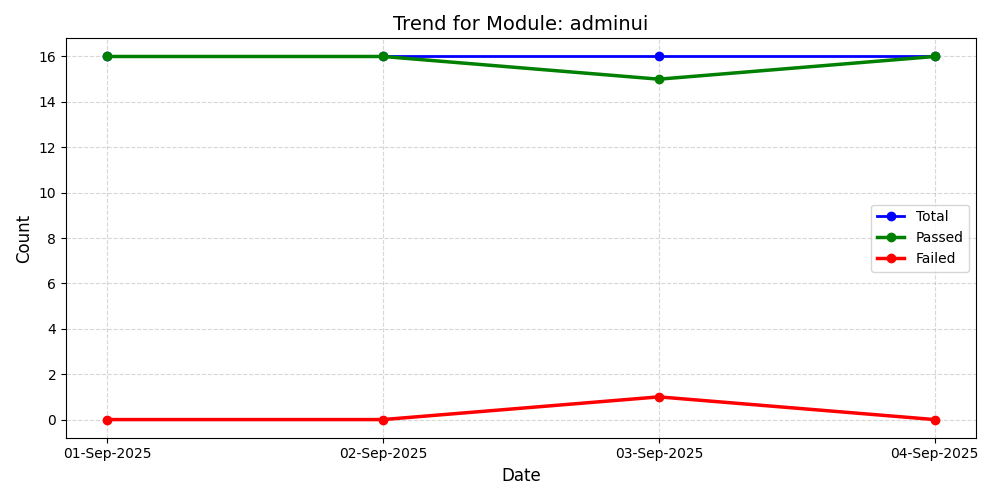 Trend for Module: adminui
Count
16
14
12
10
8
6
4
2
0
Total
Passed
Failed
01-Sep-2025
02-Sep-2025
03-Sep-2025
04-Sep-2025
Date